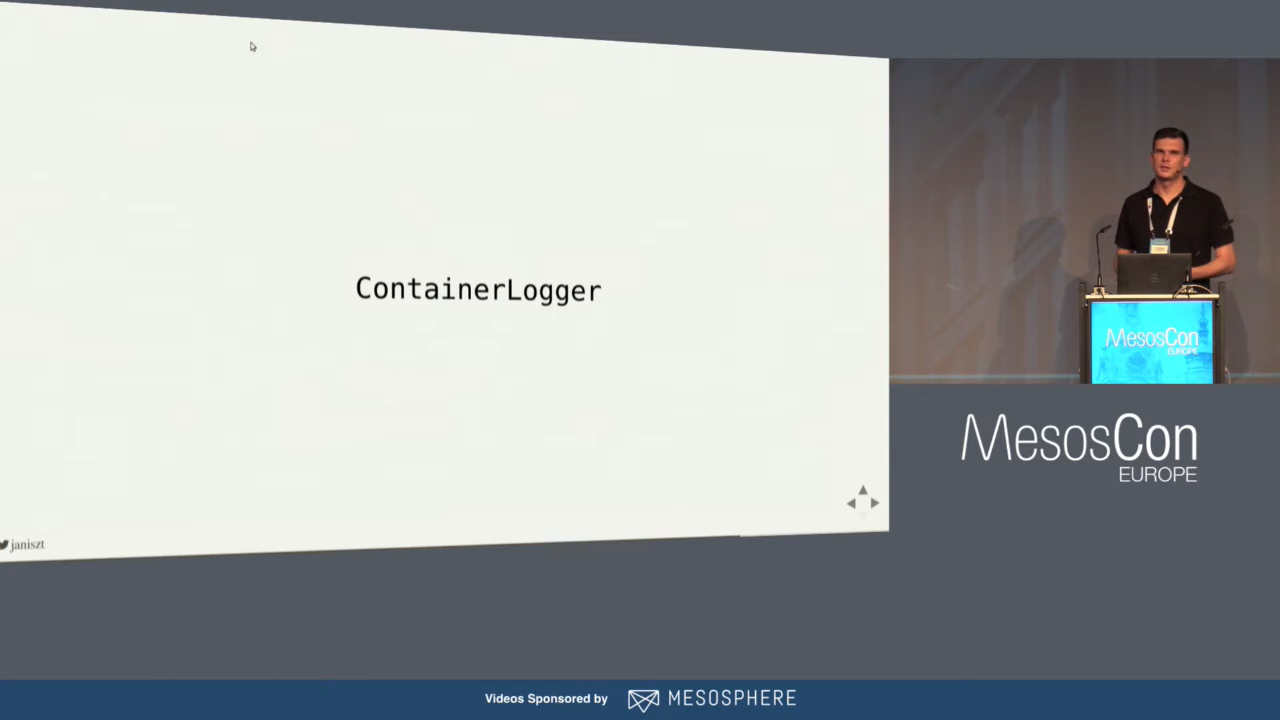 ContainerLogger
janiszt
MesosCon
EUROPE
MesosCon
EUROPE
Videos Sponsored by MESOSPHERE